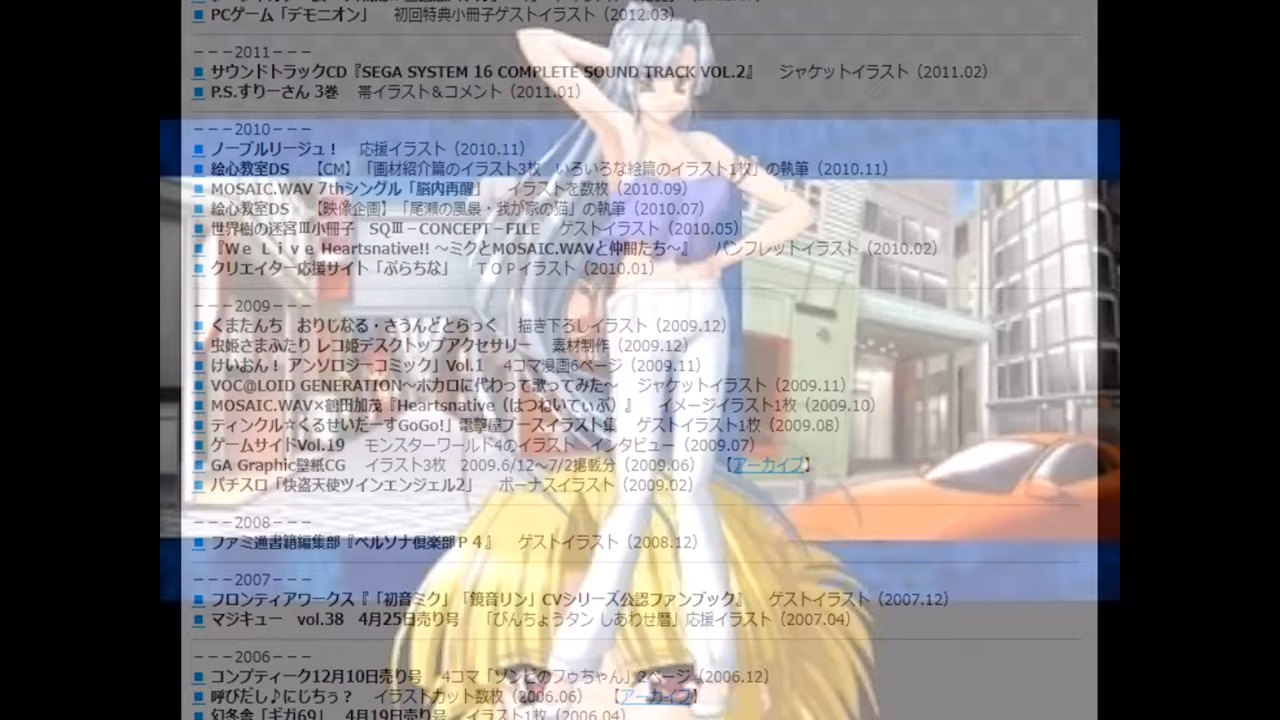 ■ PCゲーム「デモニオン」　初回特典小冊子ゲストイラスト（2012.03）
−−−2011−−−
■ サウンドトラックCD『SEGA SYSTEM 16 COMPLETE SOUND TRACK VOL.2』　ジャケットイラスト（2011.02）
■ P.S.すりーさん 3巻　帯イラスト＆コメント（2011.01）
−−−2010−−−
■ ノーブルリージュ！　応援イラスト（2010.11）
■ 絵心教室DS　【CM】「画材紹介篇のイラスト3枚　いろいろな絵篇のイラスト1枚」の執筆（2010.11）
■ MOSAIC.WAV 7thシングル「脳内再醒」　イラストを数枚（2010.09）
■ 絵心教室DS　【映像企画】「尾瀬の風景・我が家の猫」の執筆（2010.07）
■ 世界樹の迷宮Ⅲ小冊子　SQⅢ−CONCEPT−FILE　ゲストイラスト（2010.05）
■ 『Ｗｅ Ｌｉｖｅ Heartsnative!! 〜ミクとMOSAIC.WAVと仲間たち〜』　パンフレットイラスト（2010.02）
■ クリエイター応援サイト「ぷらちな」　ＴＯＰイラスト（2010.01）
−−−2009−−−
■ くまたんち　おりじなる・さうんどとらっく　描き下ろしイラスト（2009.12）
■ 虫姫さまふたり レコ姫デスクトップアクセサリー　素材制作（2009.12）
■ けいおん！ アンソロジーコミック』Vol.1　4コマ漫画6ページ（2009.11）
■ VOC@LOID GENERATION〜ボカロに代わって歌ってみた〜　ジャケットイラスト（2009.11）
■ MOSAIC.WAV×鶴田加茂『Heartsnative（はつねいてぃぶ）』　イメージイラスト1枚（2009.10）
■ ティンクル☆くるせいだーすGoGo!」電撃屋ブースイラスト集　ゲストイラスト1枚（2009.08）
■ ゲームサイドVol.19　モンスターワールド4のイラスト・インタビュー（2009.07）
■ GA Graphic壁紙CG　イラスト3枚　2009.6/12〜7/2掲載分（2009.06）　【アーカイブ】
■ パチスロ「快盗天使ツインエンジェル2」　ボーナスイラスト（2009.02）
−−−2008−−−
■ ファミ通書籍編集部『ペルソナ倶楽部Ｐ４』　ゲストイラスト（2008.12）
−−−2007−−−
■ フロンティアワークス『「初音ミク」「鏡音リン」CVシリーズ公認ファンブック』　ゲストイラスト（2007.12）
■ マジキュー　vol.38　4月25日売り号　「びんちょうタン しあわせ暦」応援イラスト（2007.04）
−−−2006−−−
■ コンプティーク12月10日売り号　4コマ「ゾンビのフゥちゃん」2ページ（2006.12）
■ 呼びだし♪にじちぅ？　イラストカット数枚（2006.06）　【アーカイブ】
■ 幻冬舎「ギガ69」　4月19日売り号　イラスト1枚（2006.04）